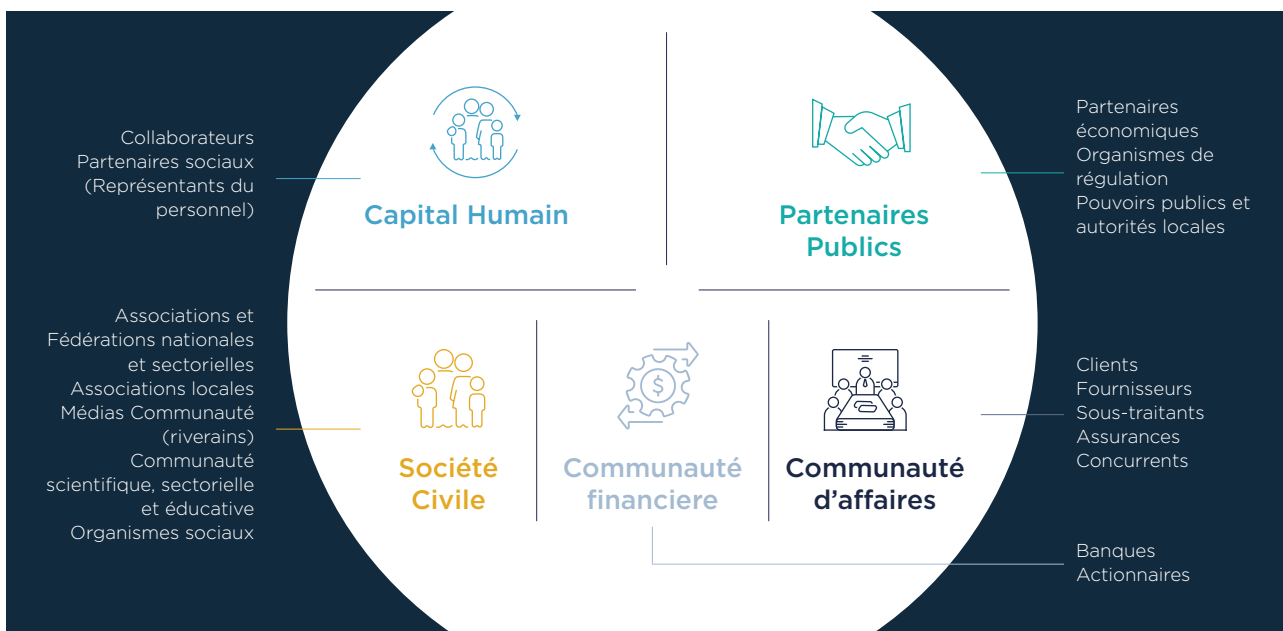 Collaborateurs
Partenaires sociaux
(Représentants du
personnel)
Capital Humain
Partenaires
Publics
Partenaires
économiques
Organismes de
régulation
Pouvoirs publics et
autorités locales
Associations et
Fédérations nationales
et sectorielles
Associations locales
Médias Communauté
(riverains)
Communauté
scientifique, sectorielle
et éducative
Organismes sociaux
Société
Civile
$
Communauté
financiere
Communauté
d'affaires
Clients
Fournisseurs
Sous-traitants
Assurances
Concurrents
Banques
Actionnaires